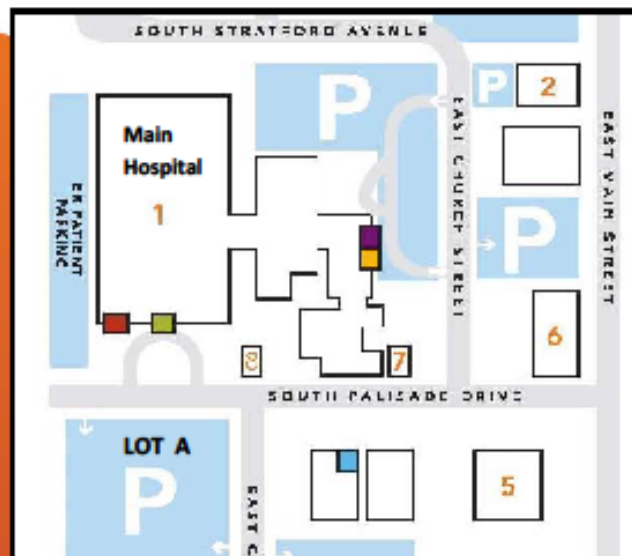 SOUTH STRATFORD AVENUE
P
P
2
Main
Hospital
1
ER PATIENT
PARKING
EAST CHURCH STREET
EAST MAIN STREET
P
6
8
7
SOUTH PALISADE DRIVE
LOT A
P
5
EAST C